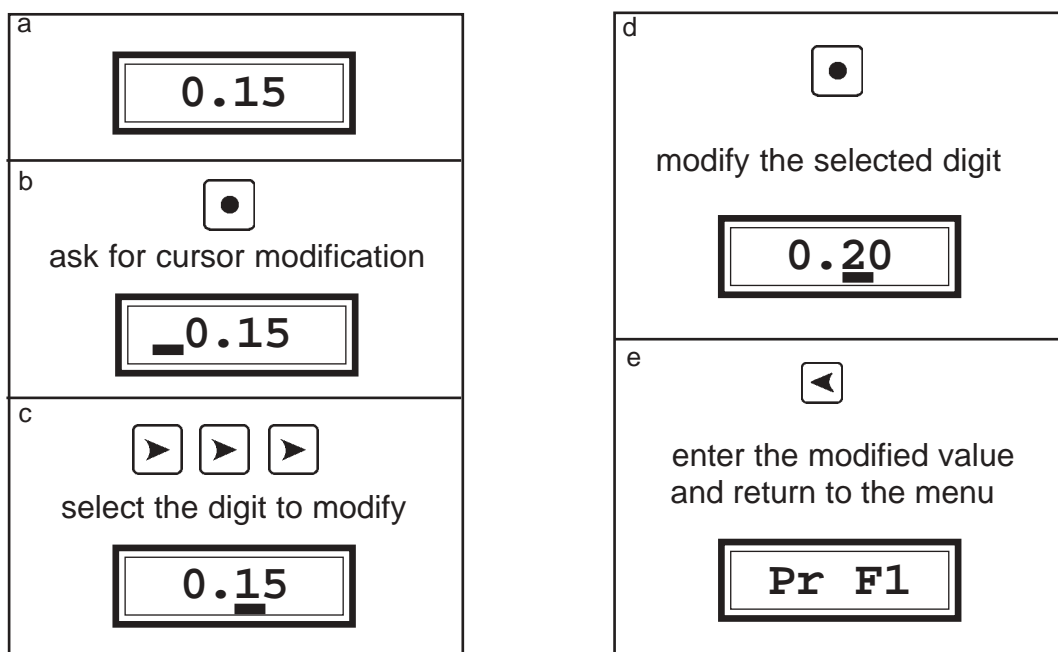 a
0.15
b
ask for cursor modification
0.15
c
select the digit to modify
0.15
d
modify the selected digit
0.20
e
enter the modified value
and return to the menu
Pr F1